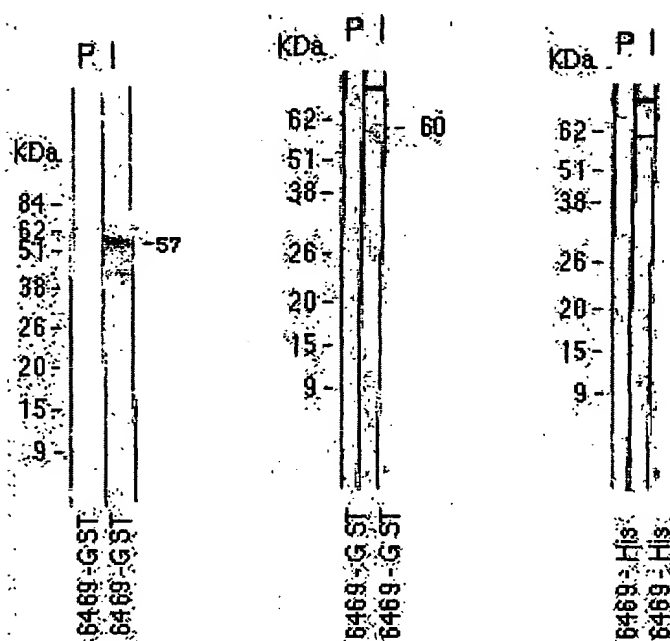 P I
KDa
84-
62-
51-
-57
38-
26-
20-
15-
9-
6469-GST
6469-GST
P I
KDa
62-
- 60
51-
38-
26-
20-
15-
9-
6469-GST
6469-GST
P I
KDa
62-
51-
38-
26-
20-
15-
9-
6469-His
6469-His